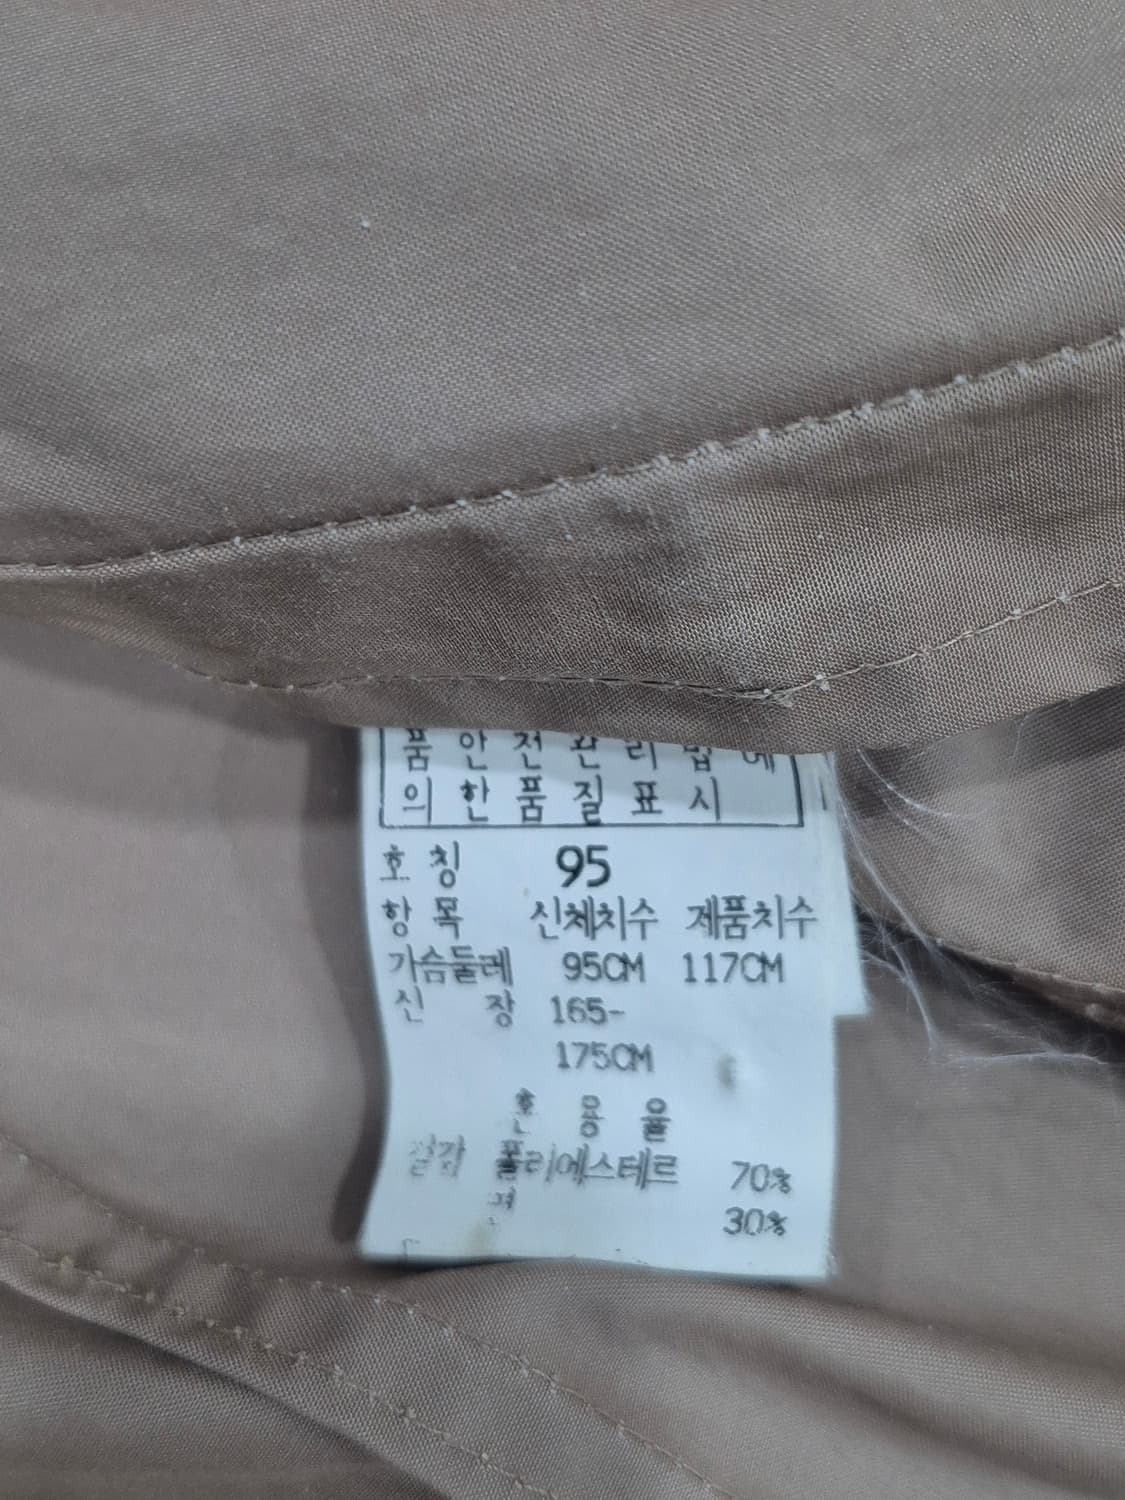 품 안 전 관 리 법 에
의 한 품 질 표 시
호 칭 95
항 목 신체치수 제품치수
가슴둘레 95CM 117CM
신 장 165-
175CM
혼 용 율
겉감 폴리에스테르 70%
30%